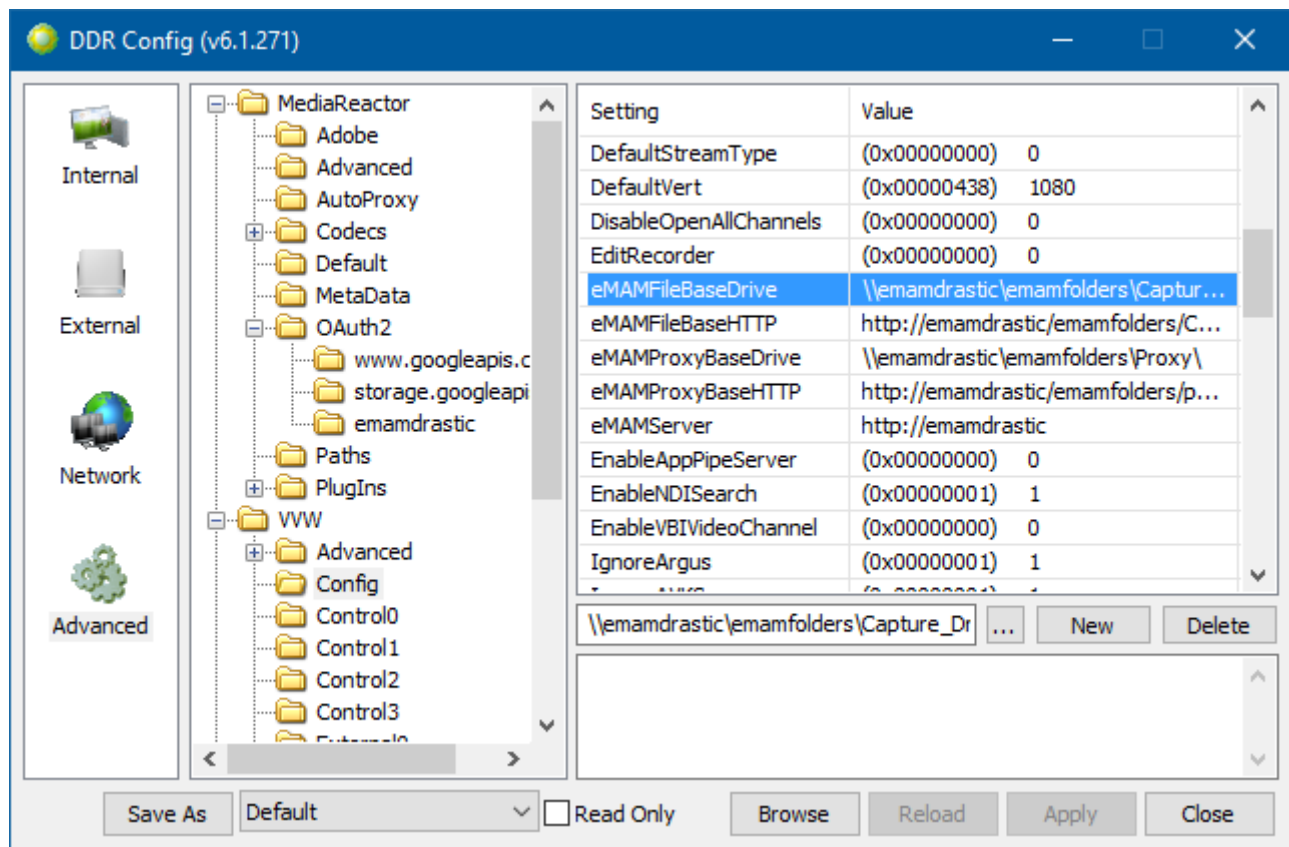 DDR Config (v6.1.271)
Internal
External
Network
Advanced
MediaReactor
Adobe
Advanced
AutoProxy
Codecs
Default
MetaData
OAuth2
www.googleapis.c
storage.googleapi
emamdrastic
Paths
PlugIns
VVW
Advanced
Config
Control0
Control1
Control2
Control3
External0
Setting Value
DefaultStreamType (0x00000000) 0
DefaultVert (0x00000438) 1080
DisableOpenAllChannels (0x00000000) 0
EditRecorder (0x00000000) 0
eMAMFileBaseDrive \\emamdrastic\emamfolders\Captur...
eMAMFileBaseHTTP http://emamdrastic/emamfolders/C...
eMAMProxyBaseDrive \\emamdrastic\emamfolders\Proxy\
eMAMProxyBaseHTTP http://emamdrastic/emamfolders/p...
eMAMServer http://emamdrastic
EnableAppPipeServer (0x00000000) 0
EnableNDISearch (0x00000001) 1
EnableVBIVideoChannel (0x00000000) 0
IgnoreArgus (0x00000001) 1
\\emamdrastic\emamfolders\Capture_Dr ... New Delete
Save As Default Read Only Browse Reload Apply Close